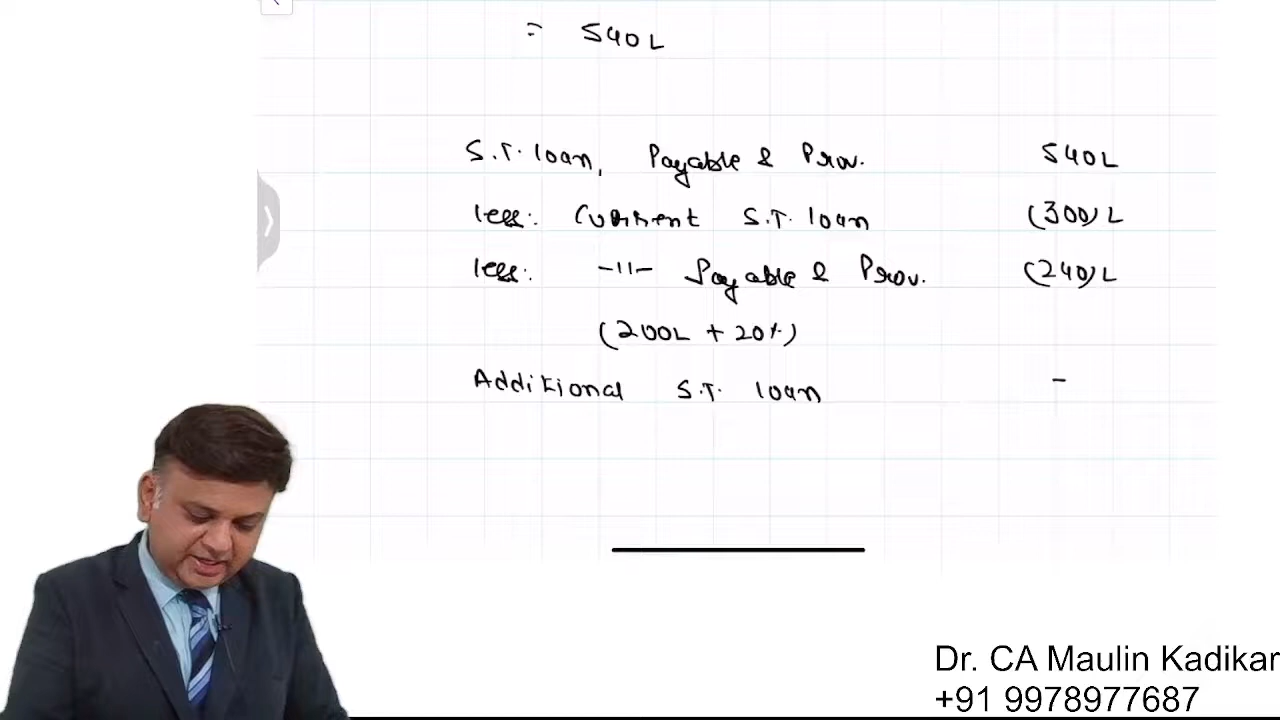 = 540L
S.T. loan, Payable & Prov. 540L
less: Current S.T. loan (300)L
less: -11- Payable & Prov. (240)L
(200L + 20%)
Additional S.T. loan -
Dr. CA Maulin Kadikar
+91 9978977687